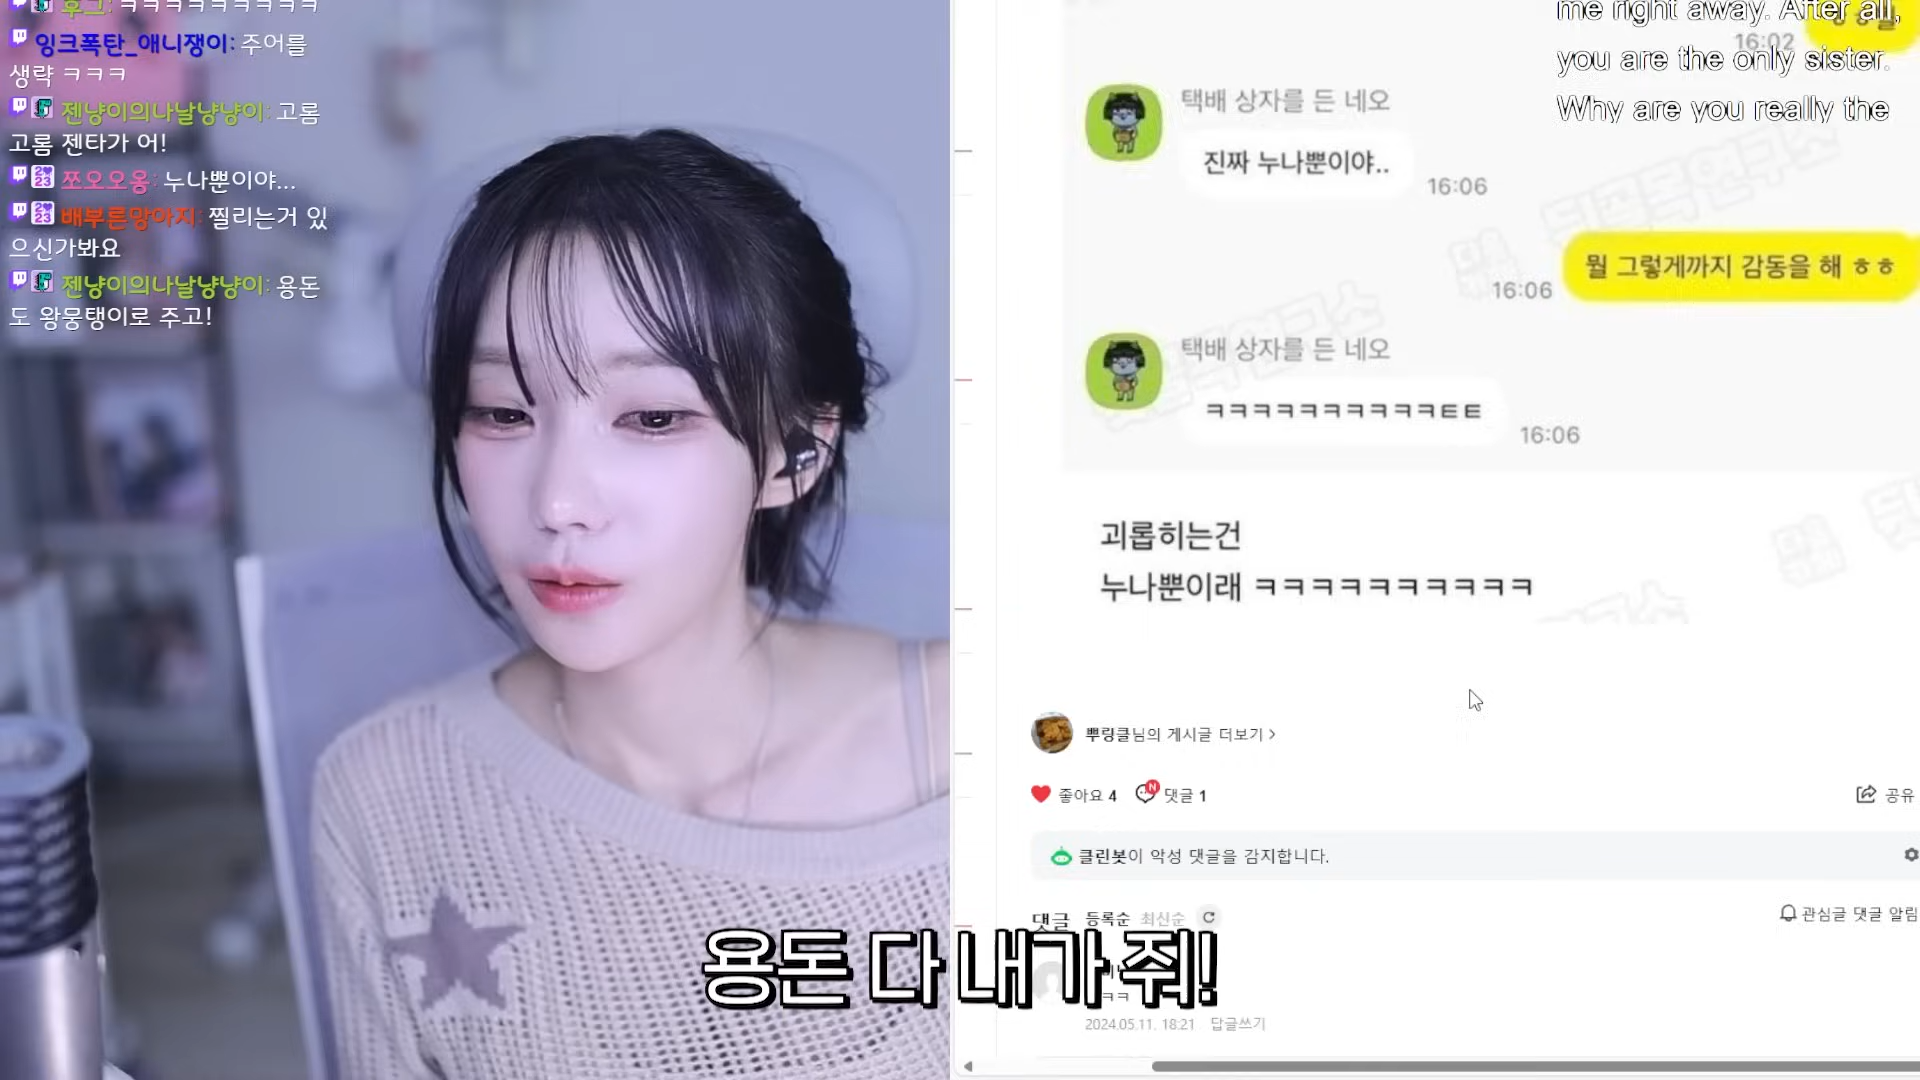 후그: ㅋㅋㅋㅋㅋㅋㅋㅋㅋ
잉크폭탄_애니쟁이: 주어를
생략 ㅋㅋㅋ
젠냥이의나날냥냥이: 고롬
고롬 젠타가 어!
쪼오오옹: 누나뿐이야...
배부른망아지: 찔리는거 있
으신가봐요
젠냥이의나날냥냥이: 용돈
도 왕뭉탱이로 주고!
me right away. After all,
you are the only sister.
Why are you really the
16:02
택배 상자를 든 네오
진짜 누나뿐이야..
16:06
뭘 그렇게까지 감동을 해 ㅎㅎ
16:06
택배 상자를 든 네오
ㅋㅋㅋㅋㅋㅋㅋㅋㅋㅋㅌㅌ
16:06
괴롭히는건
누나뿐이래 ㅋㅋㅋㅋㅋㅋㅋㅋㅋㅋ
뿌링클님의 게시글 더보기 >
좋아요 4 댓글 1
공유
클린봇이 악성 댓글을 감지합니다.
댓글 등록순 최신순
관심글 댓글 알림
용돈 다 내가 줘!
2024.05.11. 18:21 답글쓰기